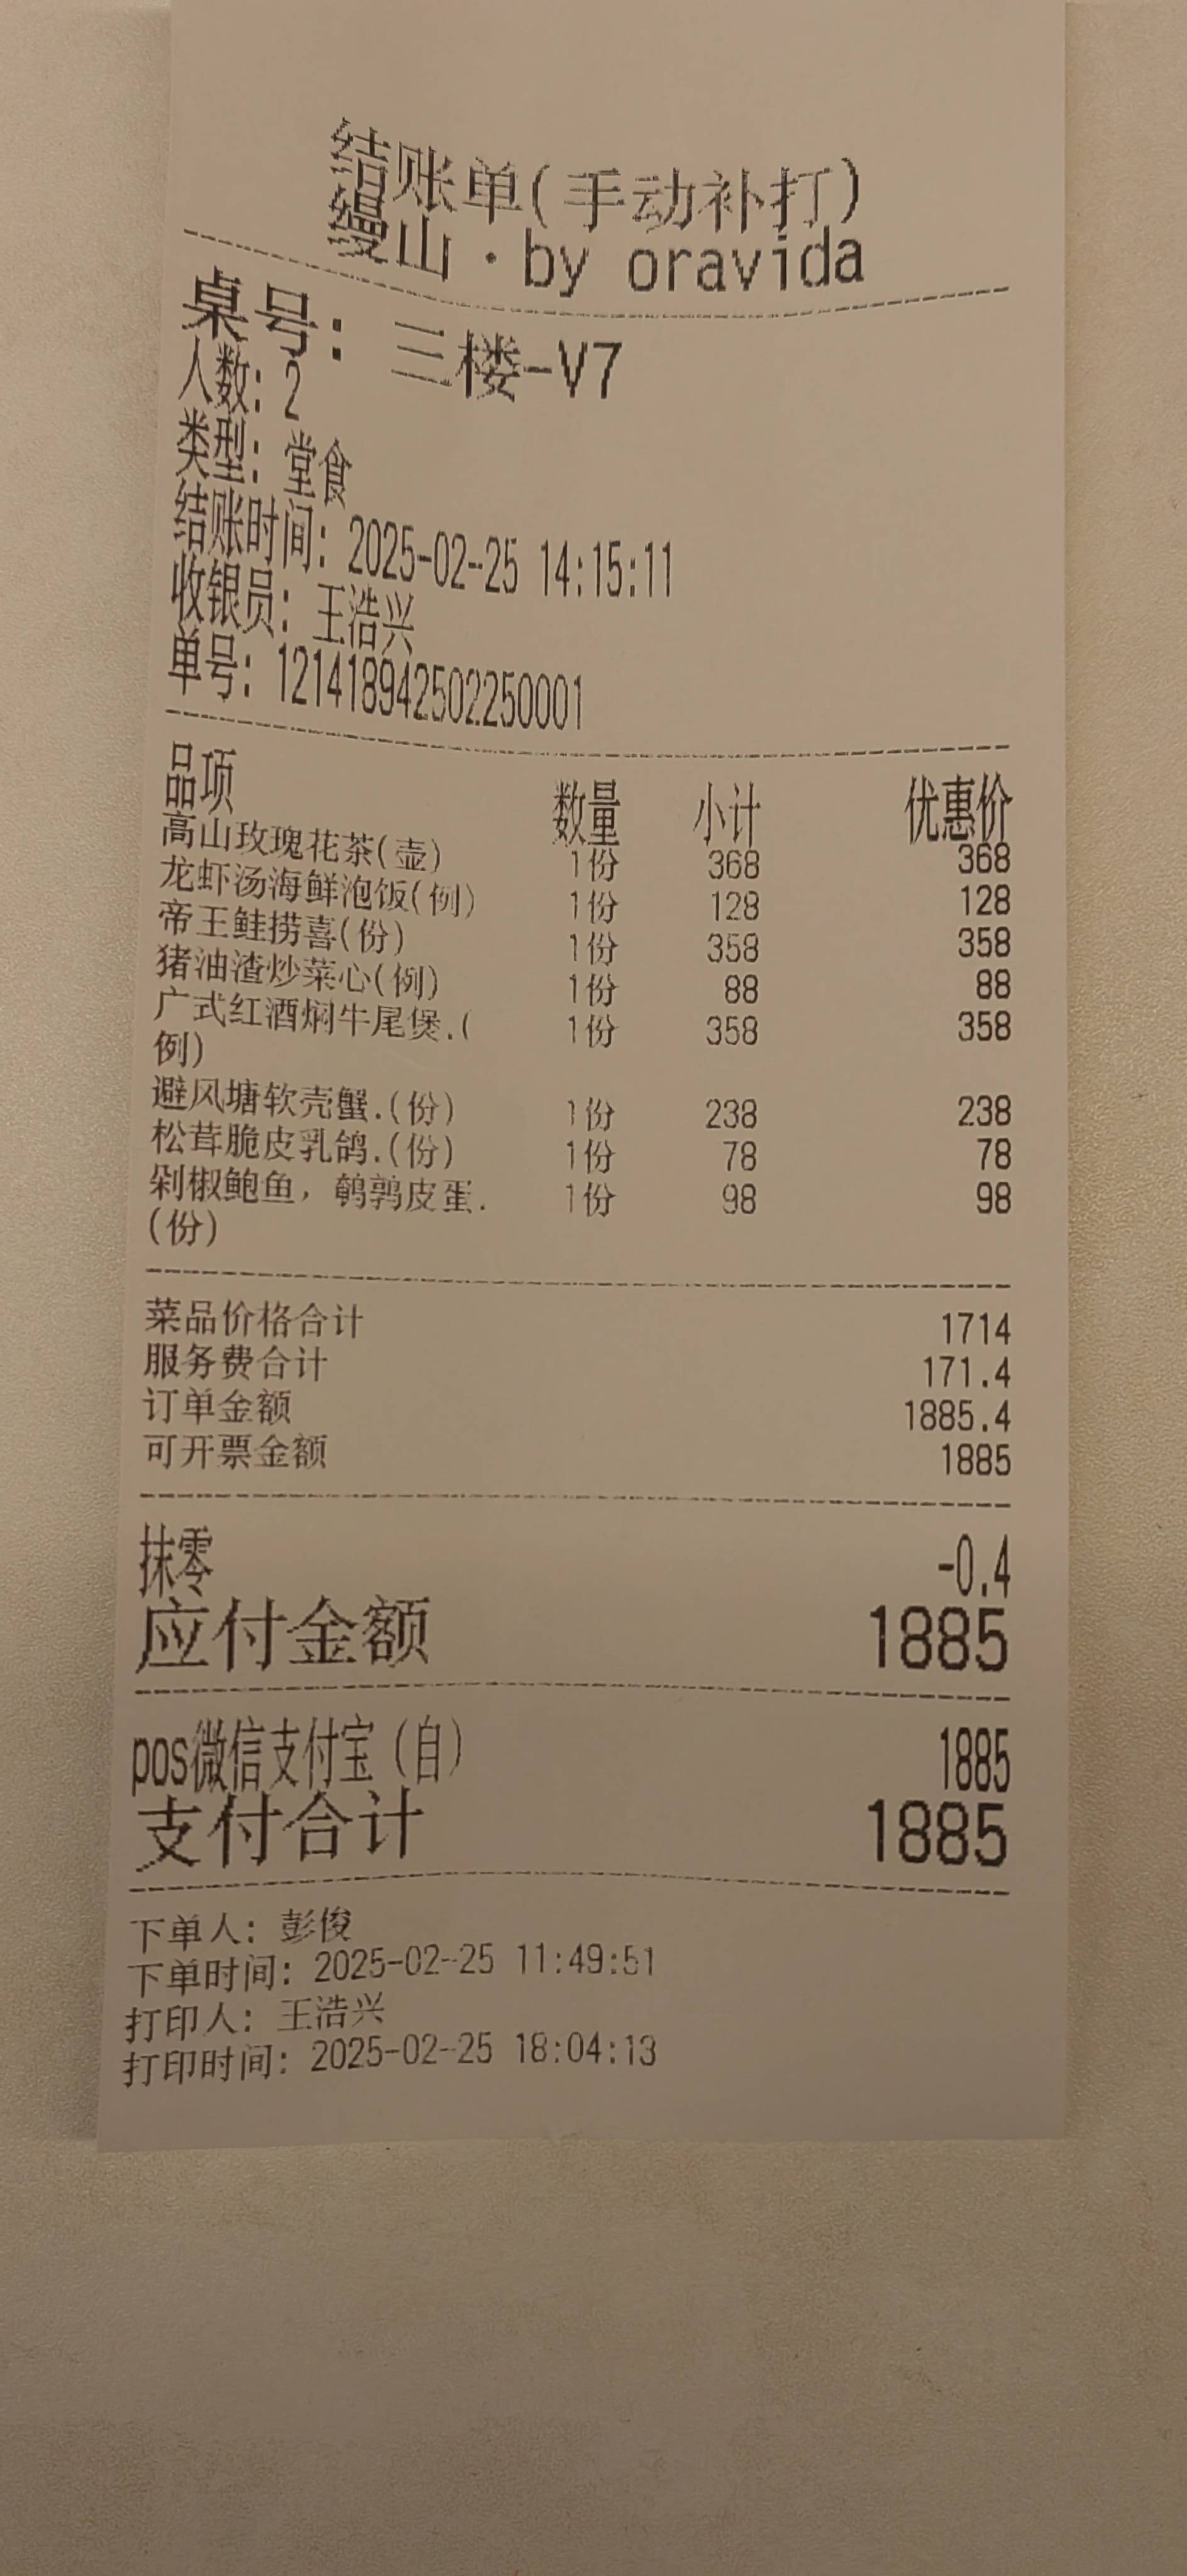 结账单(手动补打)
缦山·by oravida
桌号: 三楼-V7
人数: 2
类型: 堂食
结账时间: 2025-02-25 14:15:11
收银员: 王浩兴
单号: 121418942502250001
品项 数量 小计 优惠价
高山玫瑰花茶(壶) 1份 368 368
龙虾汤海鲜泡饭(例) 1份 128 128
帝王鲑捞喜(份) 1份 358 358
猪油渣炒菜心(例) 1份 88 88
广式红酒焖牛尾煲.( 1份 358 358
例)
避风塘软壳蟹.(份) 1份 238 238
松茸脆皮乳鸽.(份) 1份 78 78
剁椒鲍鱼, 鹌鹑皮蛋. 1份 98 98
(份)
菜品价格合计 1714
服务费合计 171.4
订单金额 1885.4
可开票金额 1885
抹零 -0.4
应付金额 1885
pos微信支付宝(自) 1885
支付合计 1885
下单人: 彭俊
下单时间: 2025-02-25 11:49:51
打印人: 王浩兴
打印时间: 2025-02-25 18:04:13